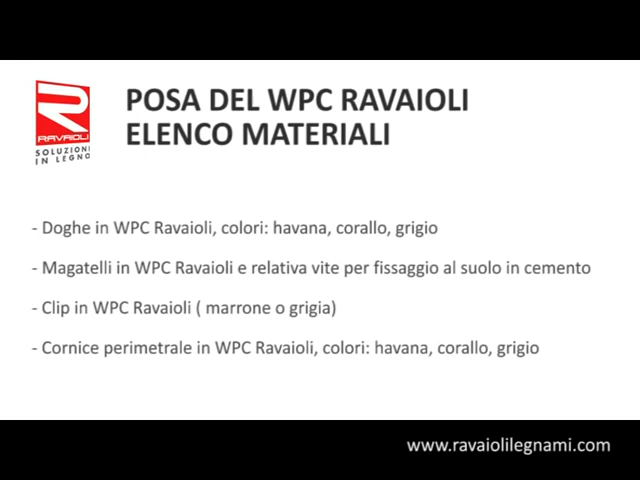 RAVAIOLI
SOLUZIONI
IN LEGNO
POSA DEL WPC RAVAIOLI
ELENCO MATERIALI
- Doghe in WPC Ravaioli, colori: havana, corallo, grigio
- Magatelli in WPC Ravaioli e relativa vite per fissaggio al suolo in cemento
- Clip in WPC Ravaioli ( marrone o grigia)
- Cornice perimetrale in WPC Ravaioli, colori: havana, corallo, grigio
www.ravaiolilegnami.com